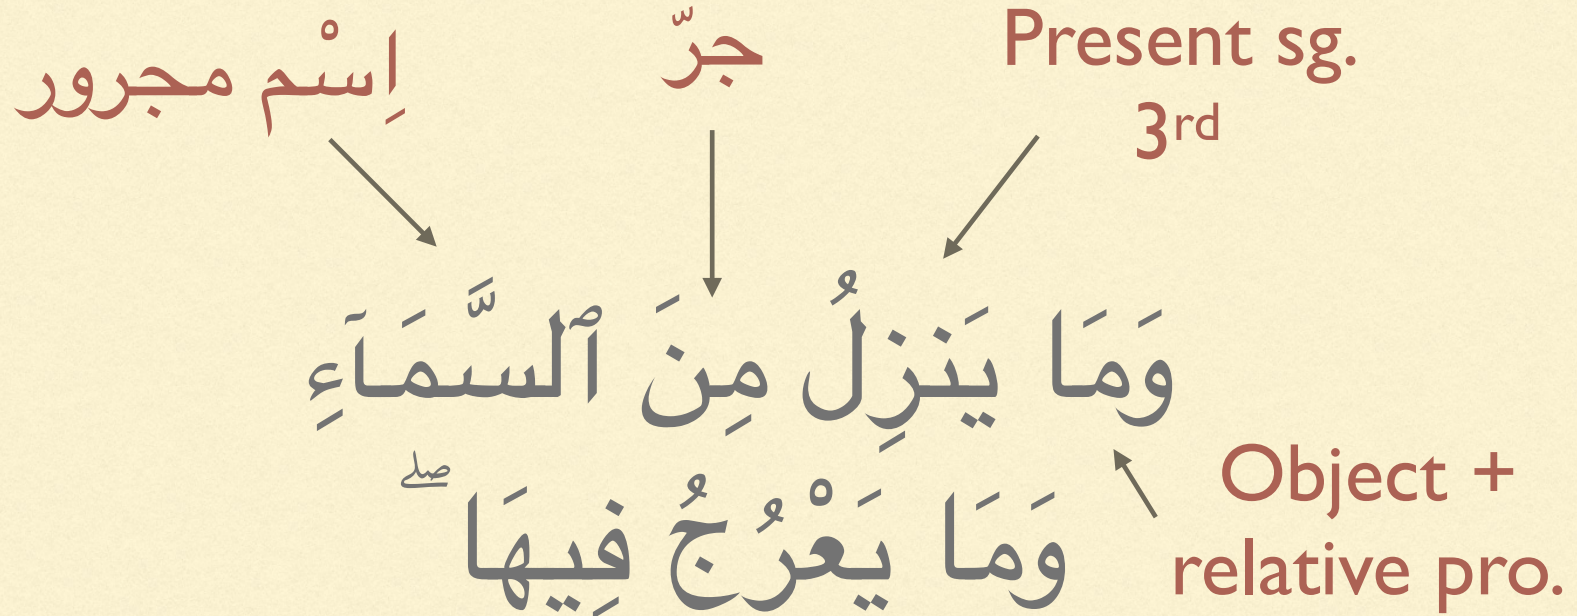 اِسْم مجرور
جرّ
Present sg.
3rd
وَمَا يَنزِلُ مِنَ ٱلسَّمَآءِ
وَمَا يَعْرُجُ فِيهَا ۖ
Object +
relative pro.